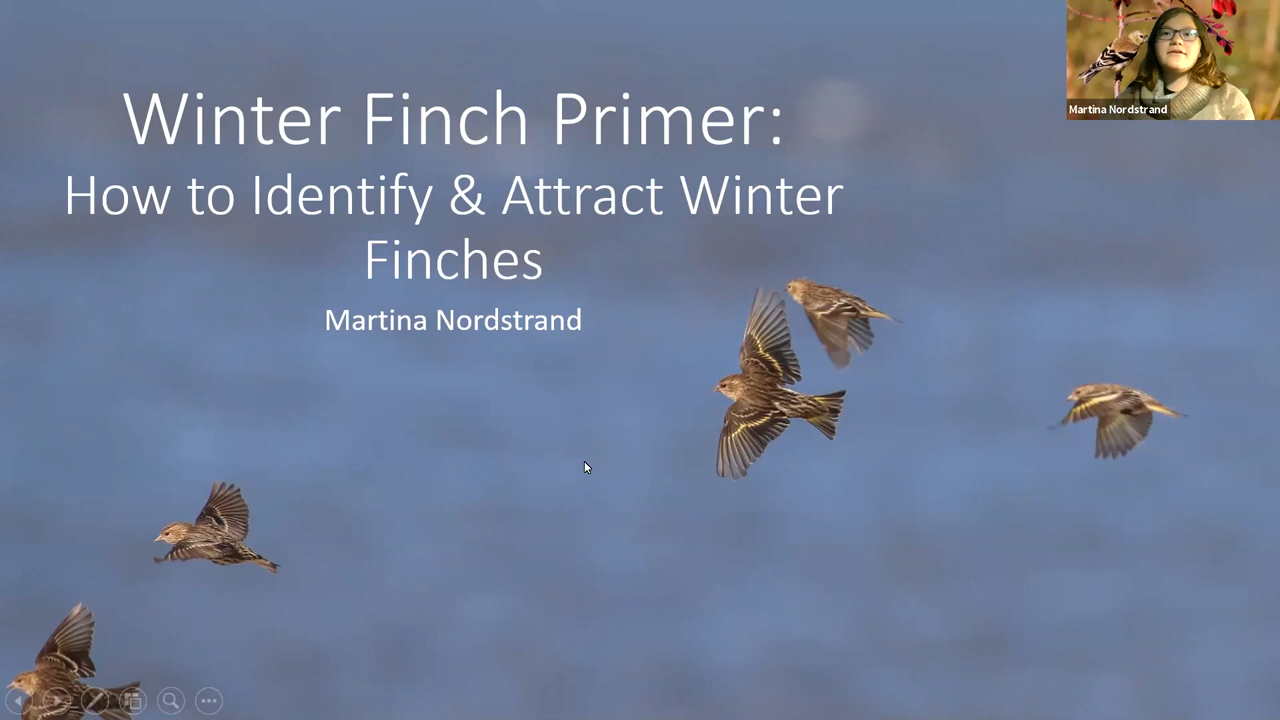 Winter Finch Primer:
How to Identify & Attract Winter
Finches
Martina Nordstrand
Martina Nordstrand